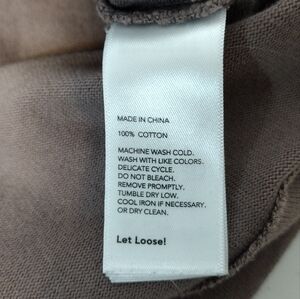 MADE IN CHINA
100% COTTON
MACHINE WASH COLD.
WASH WITH LIKE COLORS.
DELICATE CYCLE.
DO NOT BLEACH.
REMOVE PROMPTLY.
TUMBLE DRY LOW.
COOL IRON IF NECESSARY.
OR DRY CLEAN.
Let Loose!